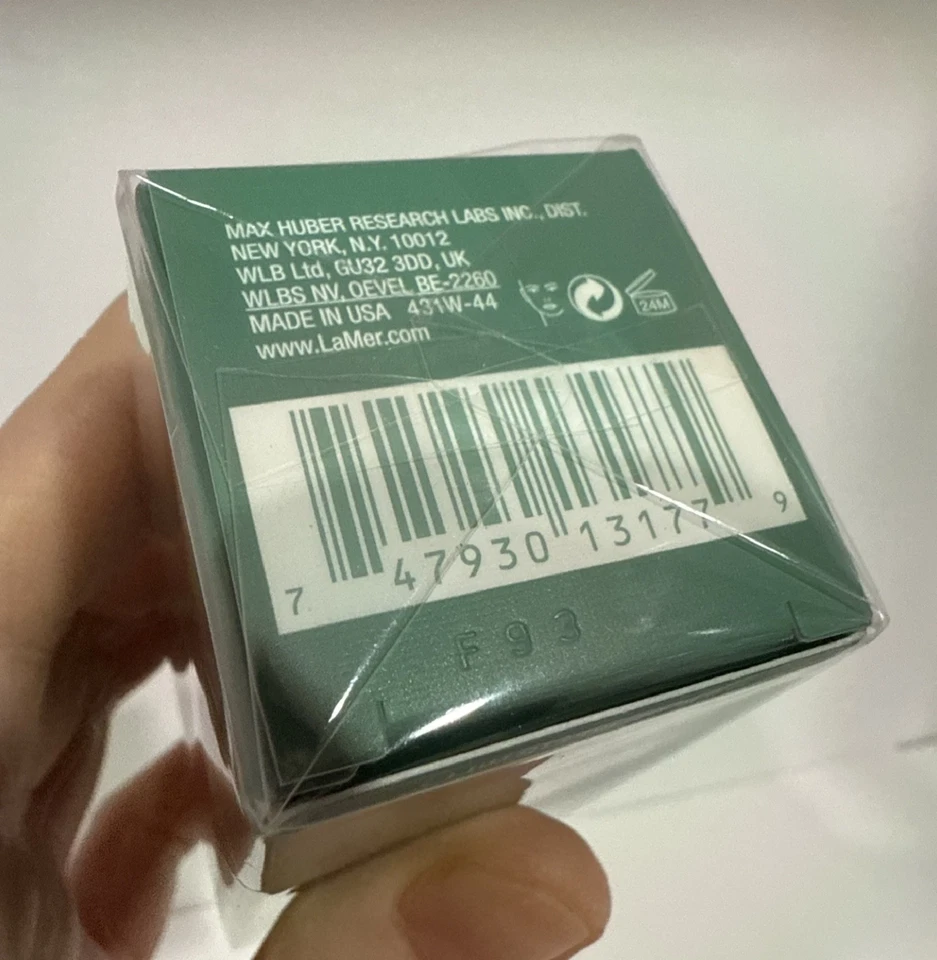 MAX HUBER RESEARCH LABS INC., DIST.
NEW YORK, N.Y. 10012
WLB Ltd, GU32 3DD, UK
WLBS NV, OEVEL BE-2260
MADE IN USA 431W-44
www.LaMer.com
24M
7 47930 13177 9
F93